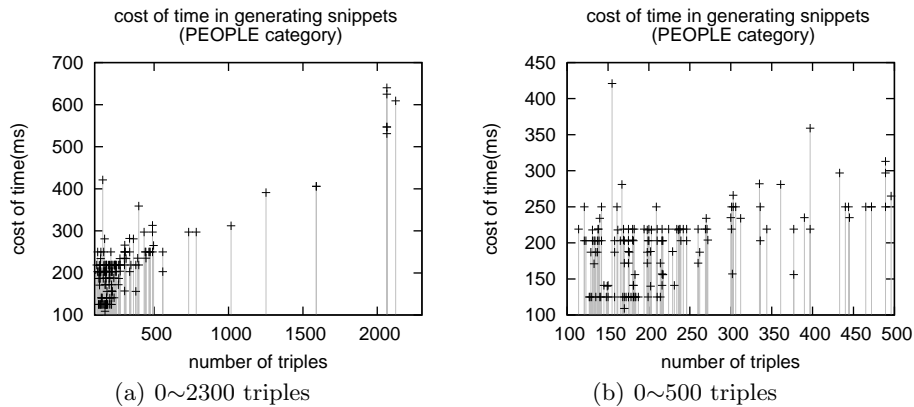 cost of time in generating snippets
(PEOPLE category)
cost of time(ms)
700
600
500
400
300
200
100
500
1000
1500
2000
number of triples
(a) 0~2300 triples
cost of time in generating snippets
(PEOPLE category)
cost of time(ms)
450
400
350
300
250
200
150
100
100 150 200 250 300 350 400 450 500
number of triples
(b) 0~500 triples